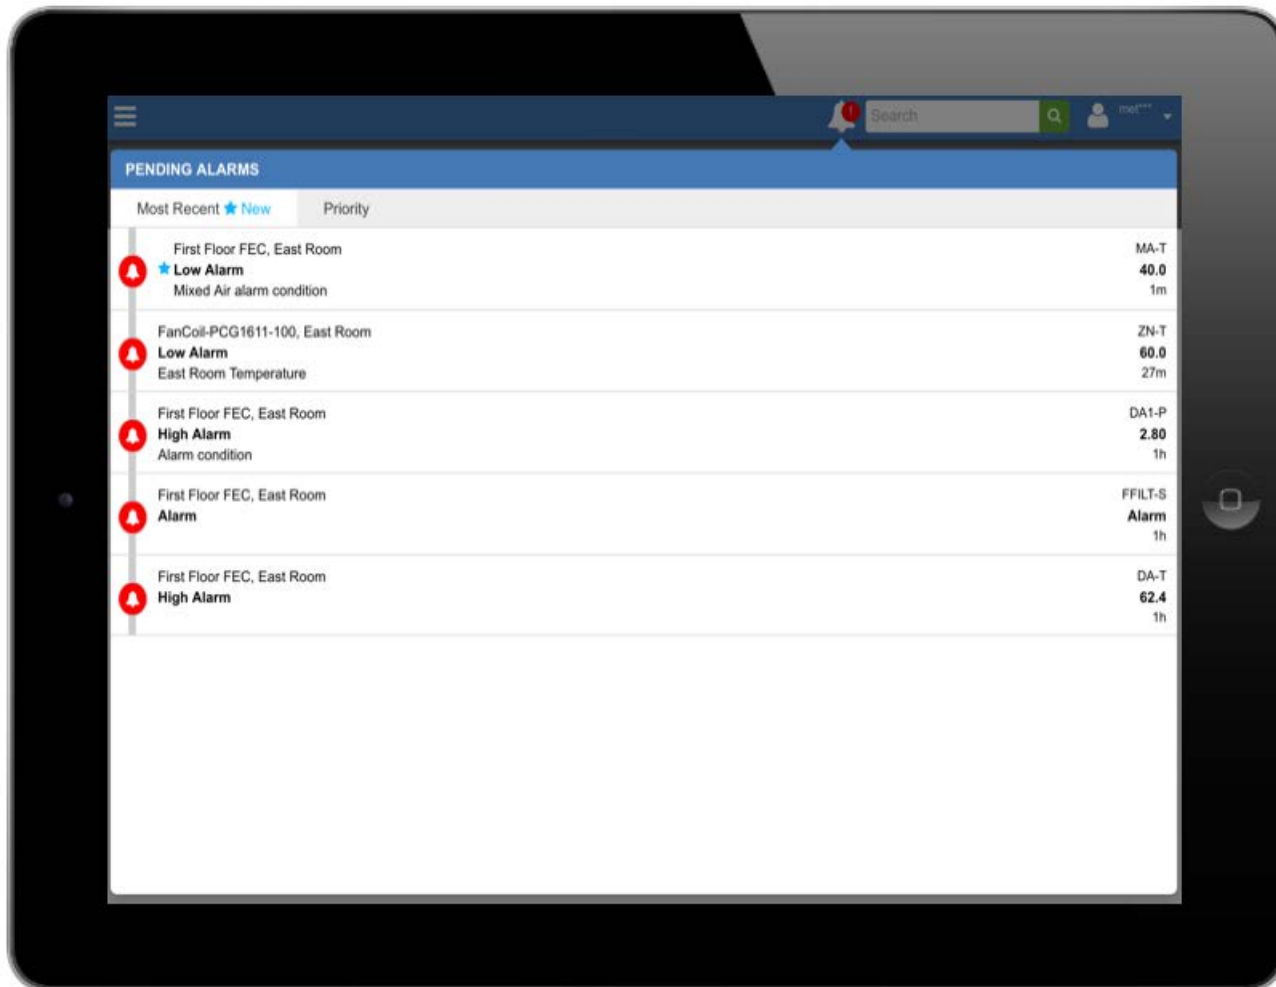 Search
met***
PENDING ALARMS
Most Recent ★ New
Priority
First Floor FEC, East Room
MA-T
★ Low Alarm
40.0
Mixed Air alarm condition
1m
FanCoil-PCG1611-100, East Room
ZN-T
Low Alarm
60.0
East Room Temperature
27m
First Floor FEC, East Room
DA1-P
High Alarm
2.80
Alarm condition
1h
First Floor FEC, East Room
FFILT-S
Alarm
Alarm
1h
First Floor FEC, East Room
DA-T
High Alarm
62.4
1h